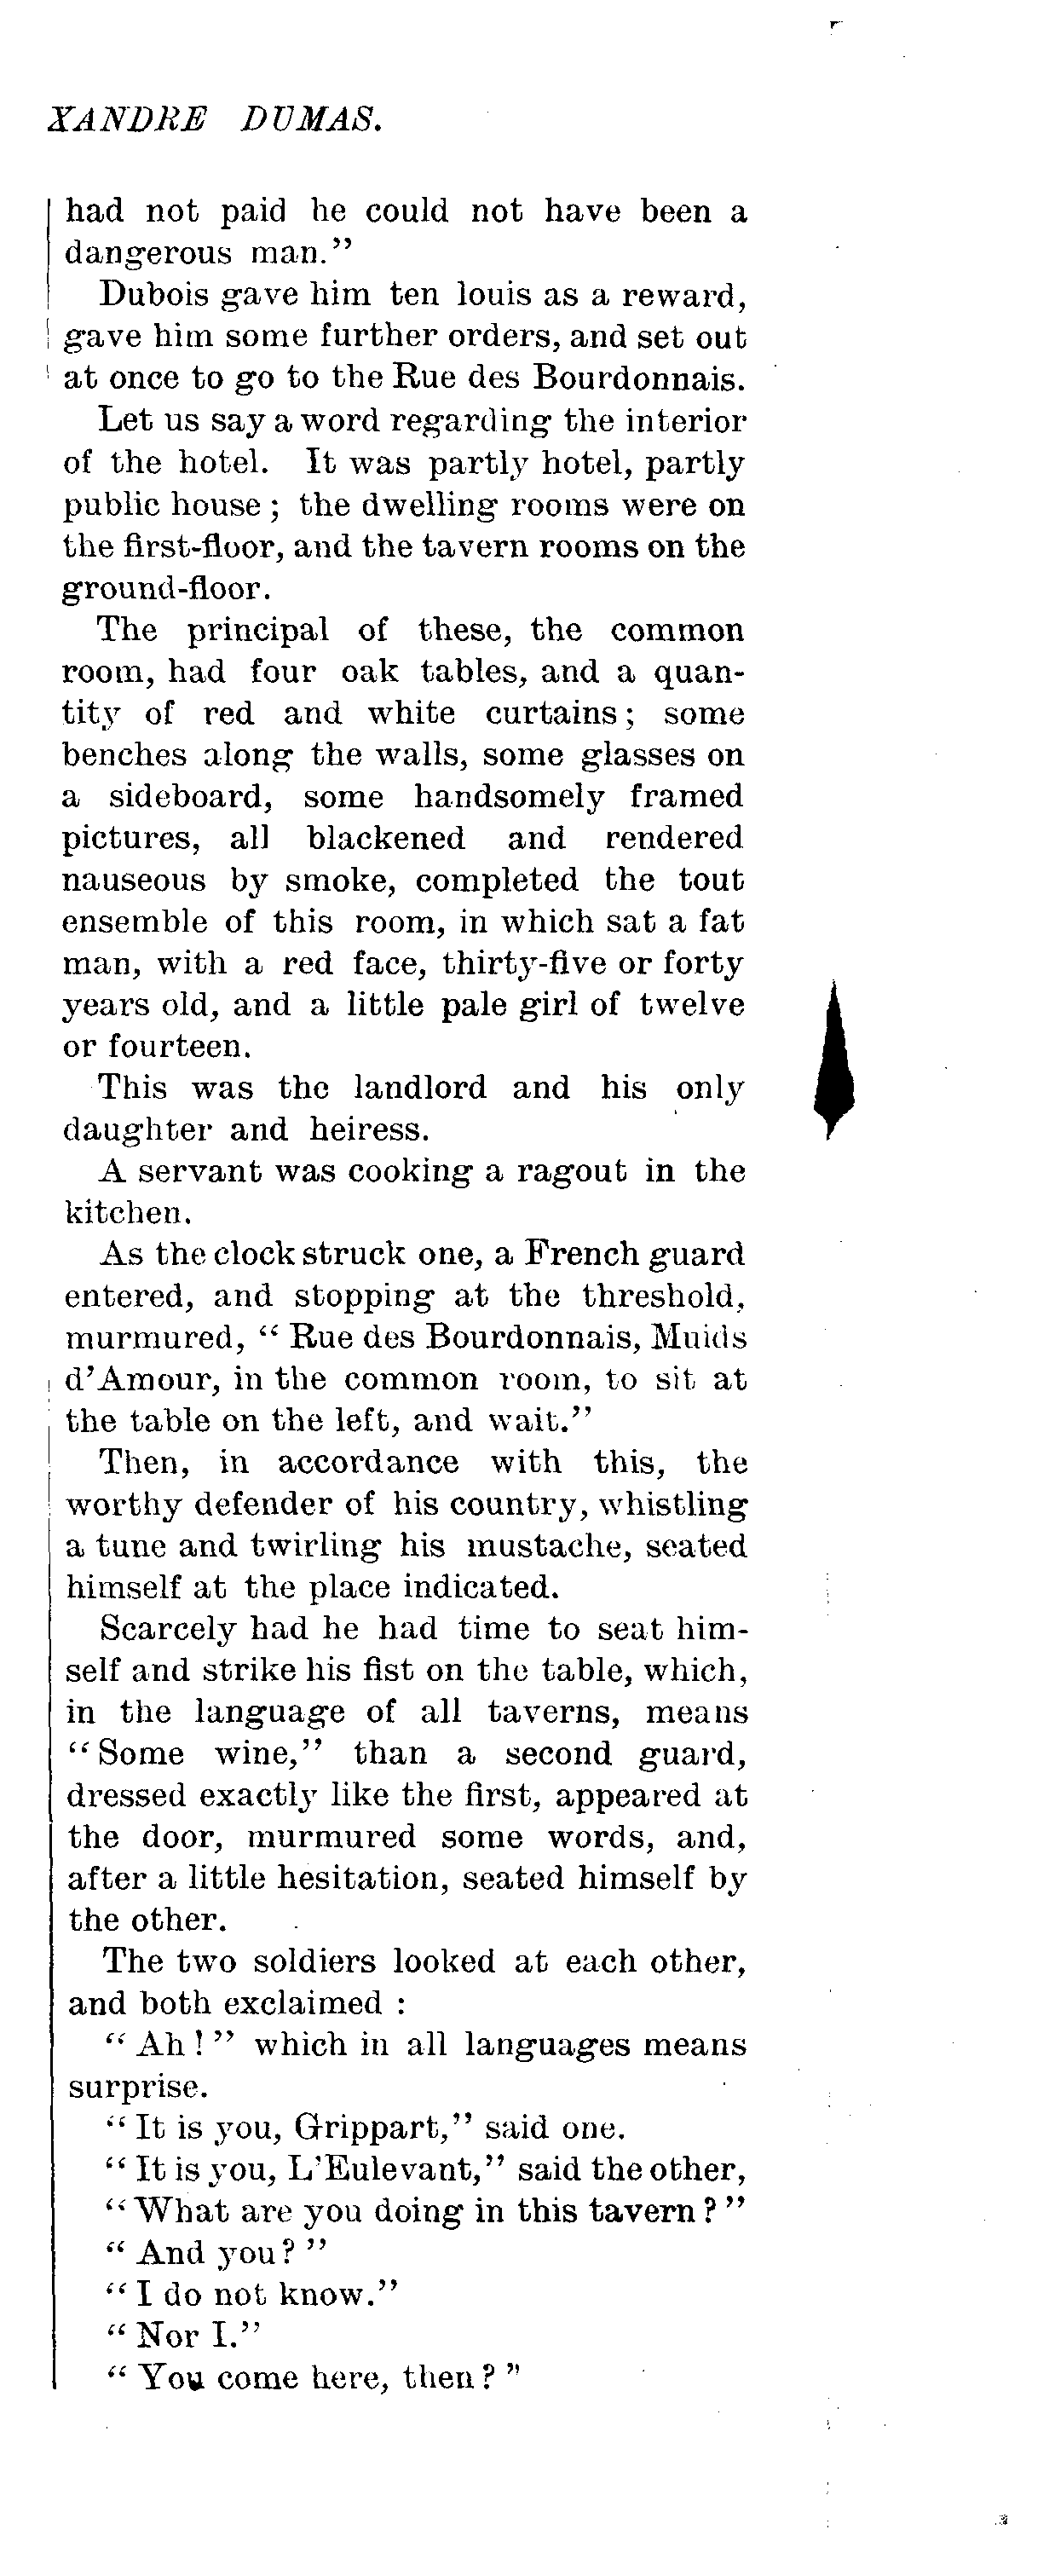 XANDRE DUMAS.
had not paid he could not have been a
dangerous man."
Dubois gave him ten louis as a reward,
gave him some further orders, and set out
at once to go to the Rue des Bourdonnais.
Let us say a word regarding the interior
of the hotel. It was partly hotel, partly
public house ; the dwelling rooms were on
the first-floor, and the tavern rooms on the
ground-floor.
The principal of these, the common
room, had four oak tables, and a quan-
tity of red and white curtains ; some
benches along the walls, some glasses on
a sideboard, some handsomely framed
pictures, all blackened and rendered
nauseous by smoke, completed the tout
ensemble of this room, in which sat a fat
man, with a red face, thirty-five or forty
years old, and a little pale girl of twelve
or fourteen.
This was the landlord and his only
daughter and heiress.
A servant was cooking a ragout in the
kitchen.
As the clock struck one, a French guard
entered, and stopping at the threshold,
murmured, " Rue des Bourdonnais, Muids
d'Amour, in the common room, to sit at
the table on the left, and wait."
Then, in accordance with this, the
worthy defender of his country, whistling
a tune and twirling his mustache, seated
himself at the place indicated.
Scarcely had he had time to seat him-
self and strike his fist on the table, which,
in the language of all taverns, means
" Some wine," than a second guard,
dressed exactly like the first, appeared at
the door, murmured some words, and,
after a little hesitation, seated himself by
the other.
The two soldiers looked at each other,
and both exclaimed :
" Ah ! " which in all languages means
surprise.
" It is you, Grippart," said one.
" It is you, L'Eulevant," said the other,
" What are you doing in this tavern ? "
" And you ? "
" I do not know."
" Nor I."
" You come here, then ? "